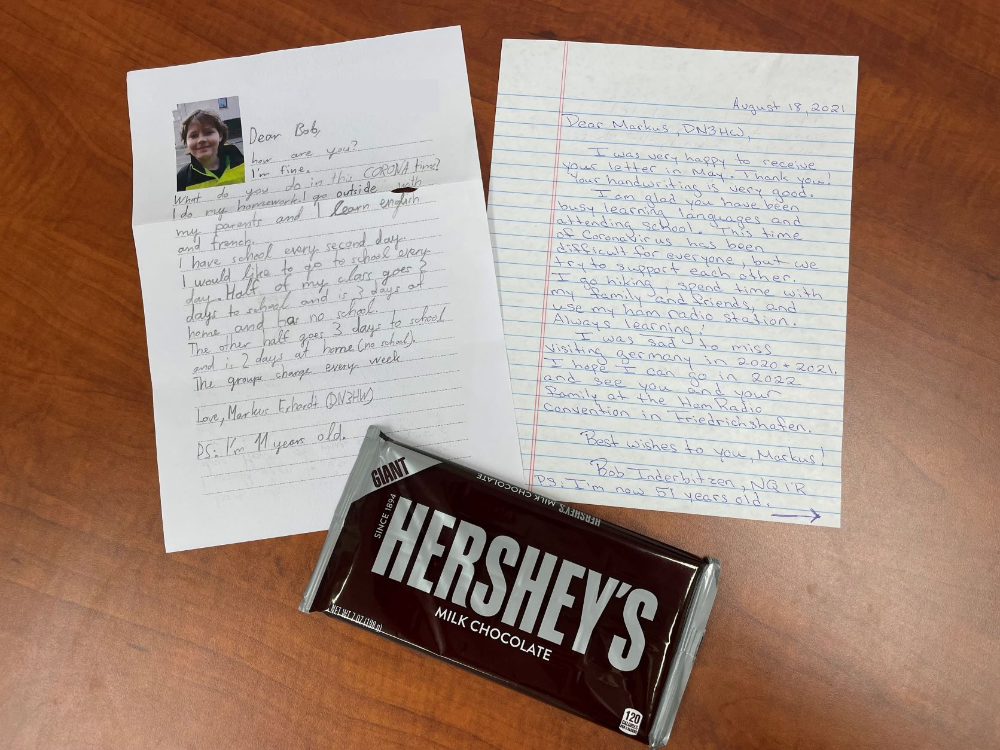 Dear Bob,
how are you?
I'm fine.
What do you do in this CORONA time?
I do my homework. I go outside with
my parents and I learn english
and french.
I have school every second day.
I would like to go to school every
day. Half of my class goes 2
days to school and is 3 days at
home and has no school.
The other half goes 3 days to school
and is 2 days at home (no school).
The groups change every week
Love, Markus Erhardt (DN3HW)
PS: I'm 11 years old.
August 18, 2021
Dear Markus, DN3HW,
I was very happy to receive
your letter in May. Thank you!
Your handwriting is very good.
I am glad you have been
busy learning languages and
attending school. This time
of Coronavirus has been
difficult for everyone, but we
try to support each other.
I go hiking, spend time with
my family and friends, and
use my ham radio station.
Always learning!
I was sad to miss
visiting germany in 2020 + 2021.
I hope I can go in 2022
and see you and your
family at the Ham Radio
convention in Friedrichshafen.
Best wishes to you, Markus!
Bob Inderbitzen, NQ1R
PS: I'm now 51 years old.
GIANT
HERSHEY'S MILK CHOCOLATE
SINCE 1894
HERSHEY'S
MILK CHOCOLATE
NET WT 7 OZ (198 g)
120
CALORIES
PER 2 BLOCKS